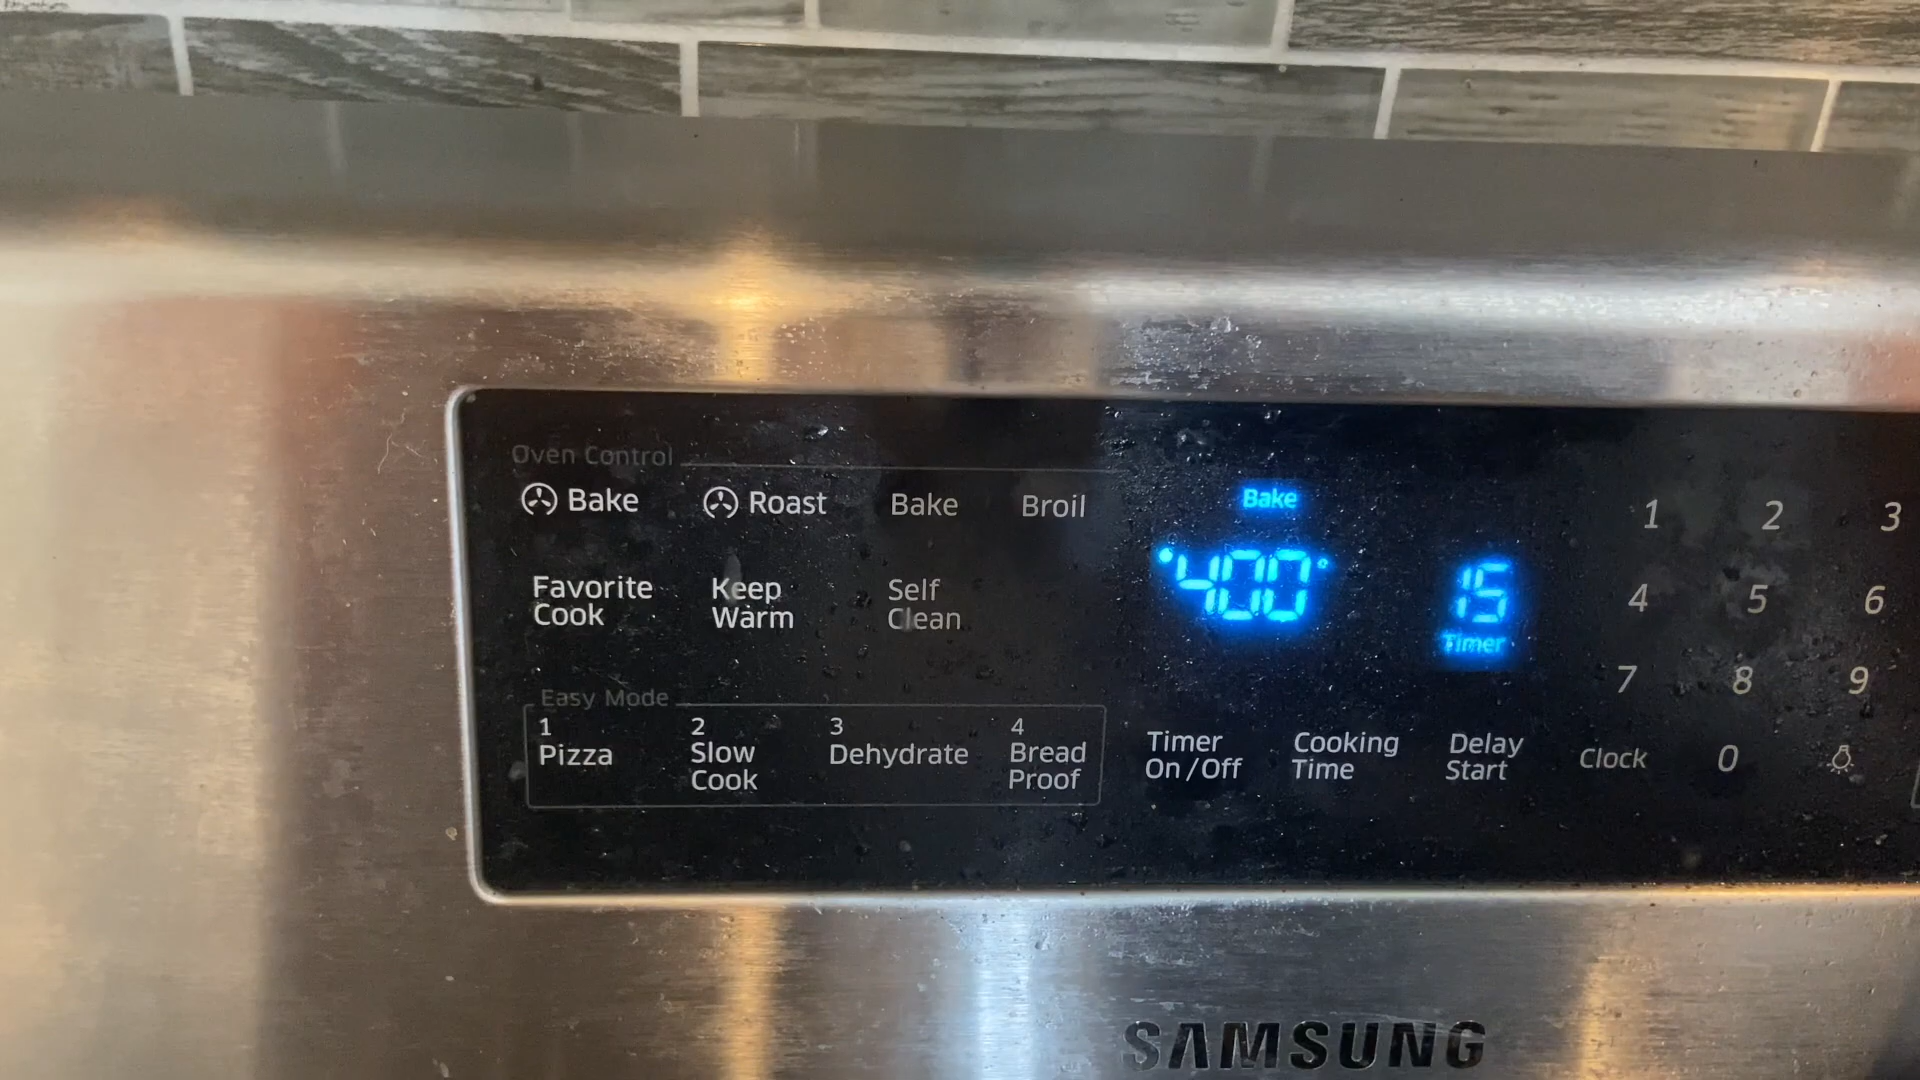 Oven Control
Bake Roast Bake Broil
Favorite Cook
Keep Warm
Self Clean
Easy Mode
1 Pizza
2 Slow Cook
3 Dehydrate
4 Bread Proof
Bake
400°
15
Timer
Timer On/Off
Cooking Time
Delay Start
Clock
1 2 3
4 5 6
7 8 9
0
SAMSUNG